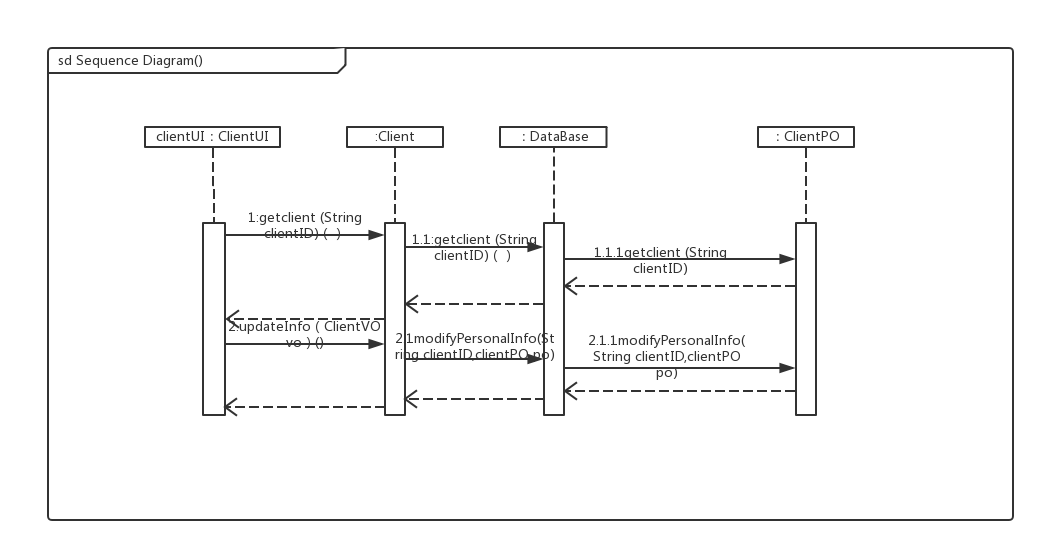 sd Sequence Diagram()
clientUI : ClientUI
:Client
: DataBase
: ClientPO
1:getclient (String
clientID) (  )
1.1:getclient (String
clientID) (  )
1.1.1getclient (String
clientID)
2:updateInfo ( ClientVO
vo ) ()
2.1modifyPersonalInfo(St
ring clientID,clientPO po)
2.1.1modifyPersonalInfo(
String clientID,clientPO
po)